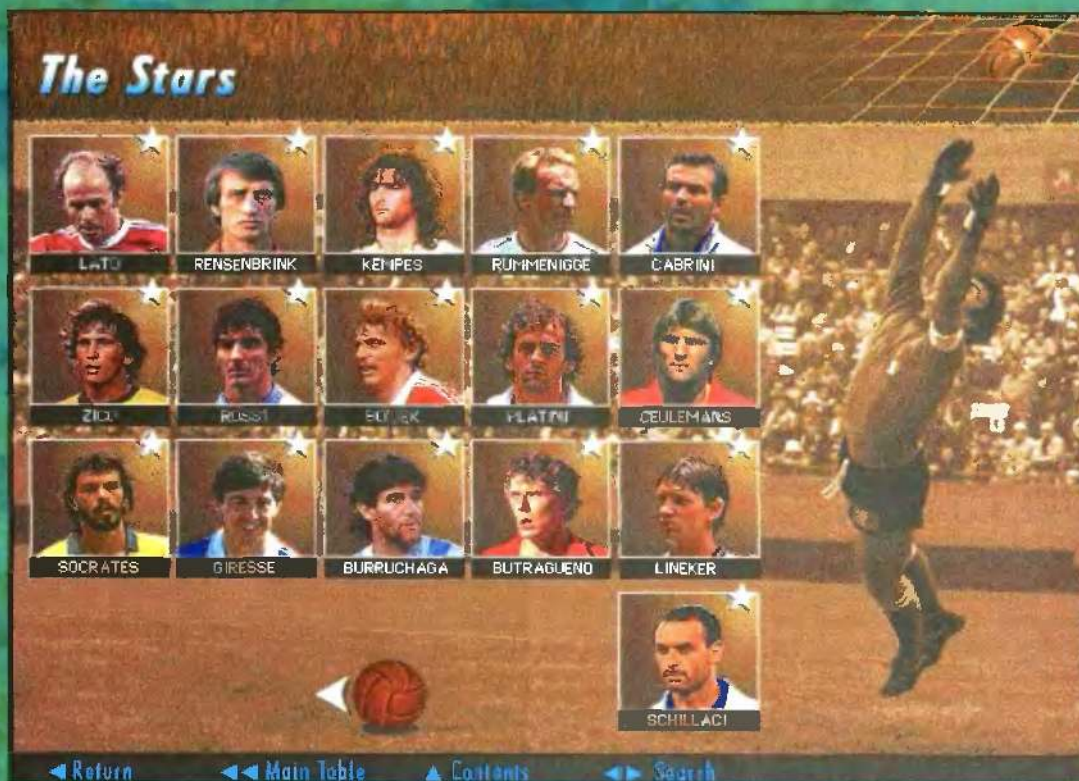 The Stars
LATO RENSENBRINK KEMPES RUMMENIGGE CABRINI
ZICO ROSSI BONIEK PLATINI CEULEMANS
SOCRATES GIRESSE BURRUCHAGA BUTRAGUENO LINEKER
SCHILLACI
Return Main Table Contents Search